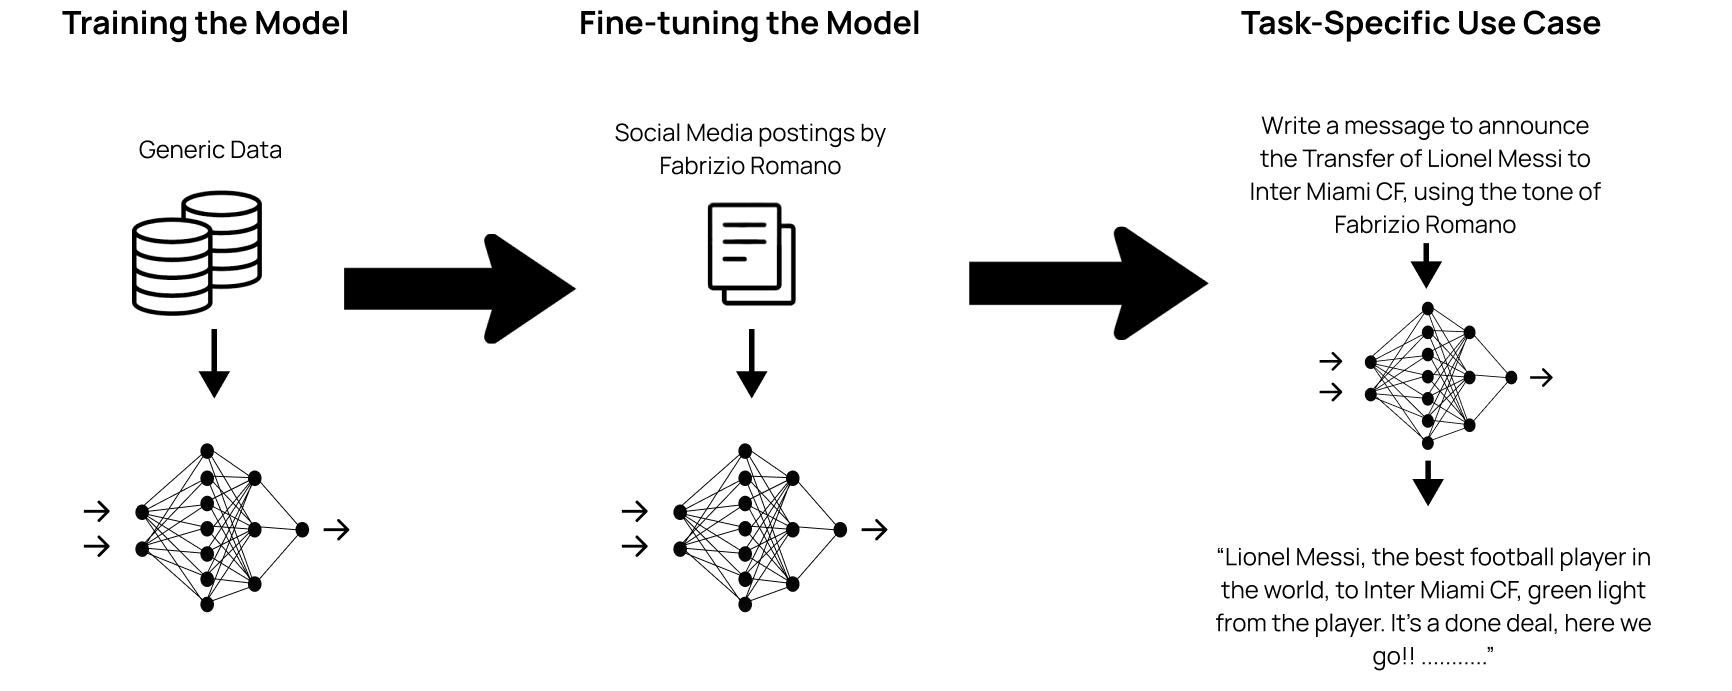 Training the Model
Fine-tuning the Model
Task-Specific Use Case
Generic Data
Social Media postings by
Fabrizio Romano
Write a message to announce
the Transfer of Lionel Messi to
Inter Miami CF, using the tone of
Fabrizio Romano
“Lionel Messi, the best football player in
the world, to Inter Miami CF, green light
from the player. It’s a done deal, here we
go!! ...........”